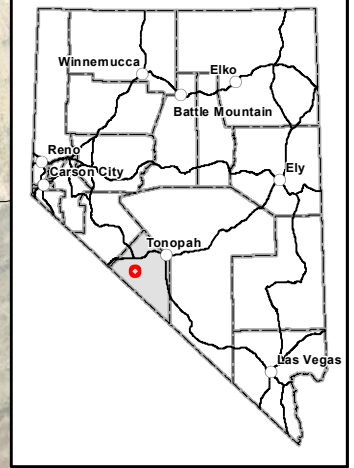 Winnemucca
Elko
Battle Mountain
Reno
Carson City
Ely
Tonopah
Las Vegas